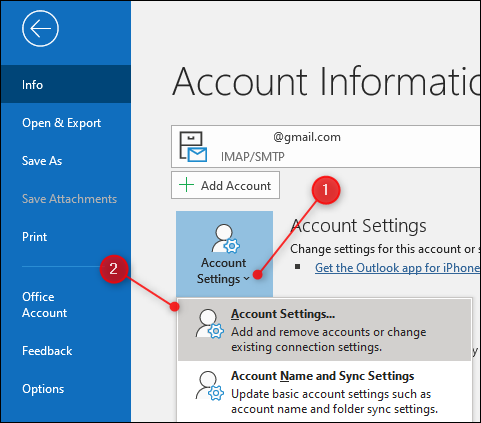 Info
Open & Export
Save As
Save Attachments
Print
Office
Account
Feedback
Options
Account Informatio
@gmail.com
IMAP/SMTP
Add Account
1
Account
Settings
Account Settings
Change settings for this account or s
Get the Outlook app for iPhone
2
Account Settings...
Add and remove accounts or change
existing connection settings.
Account Name and Sync Settings
Update basic account settings such as
account name and folder sync settings.